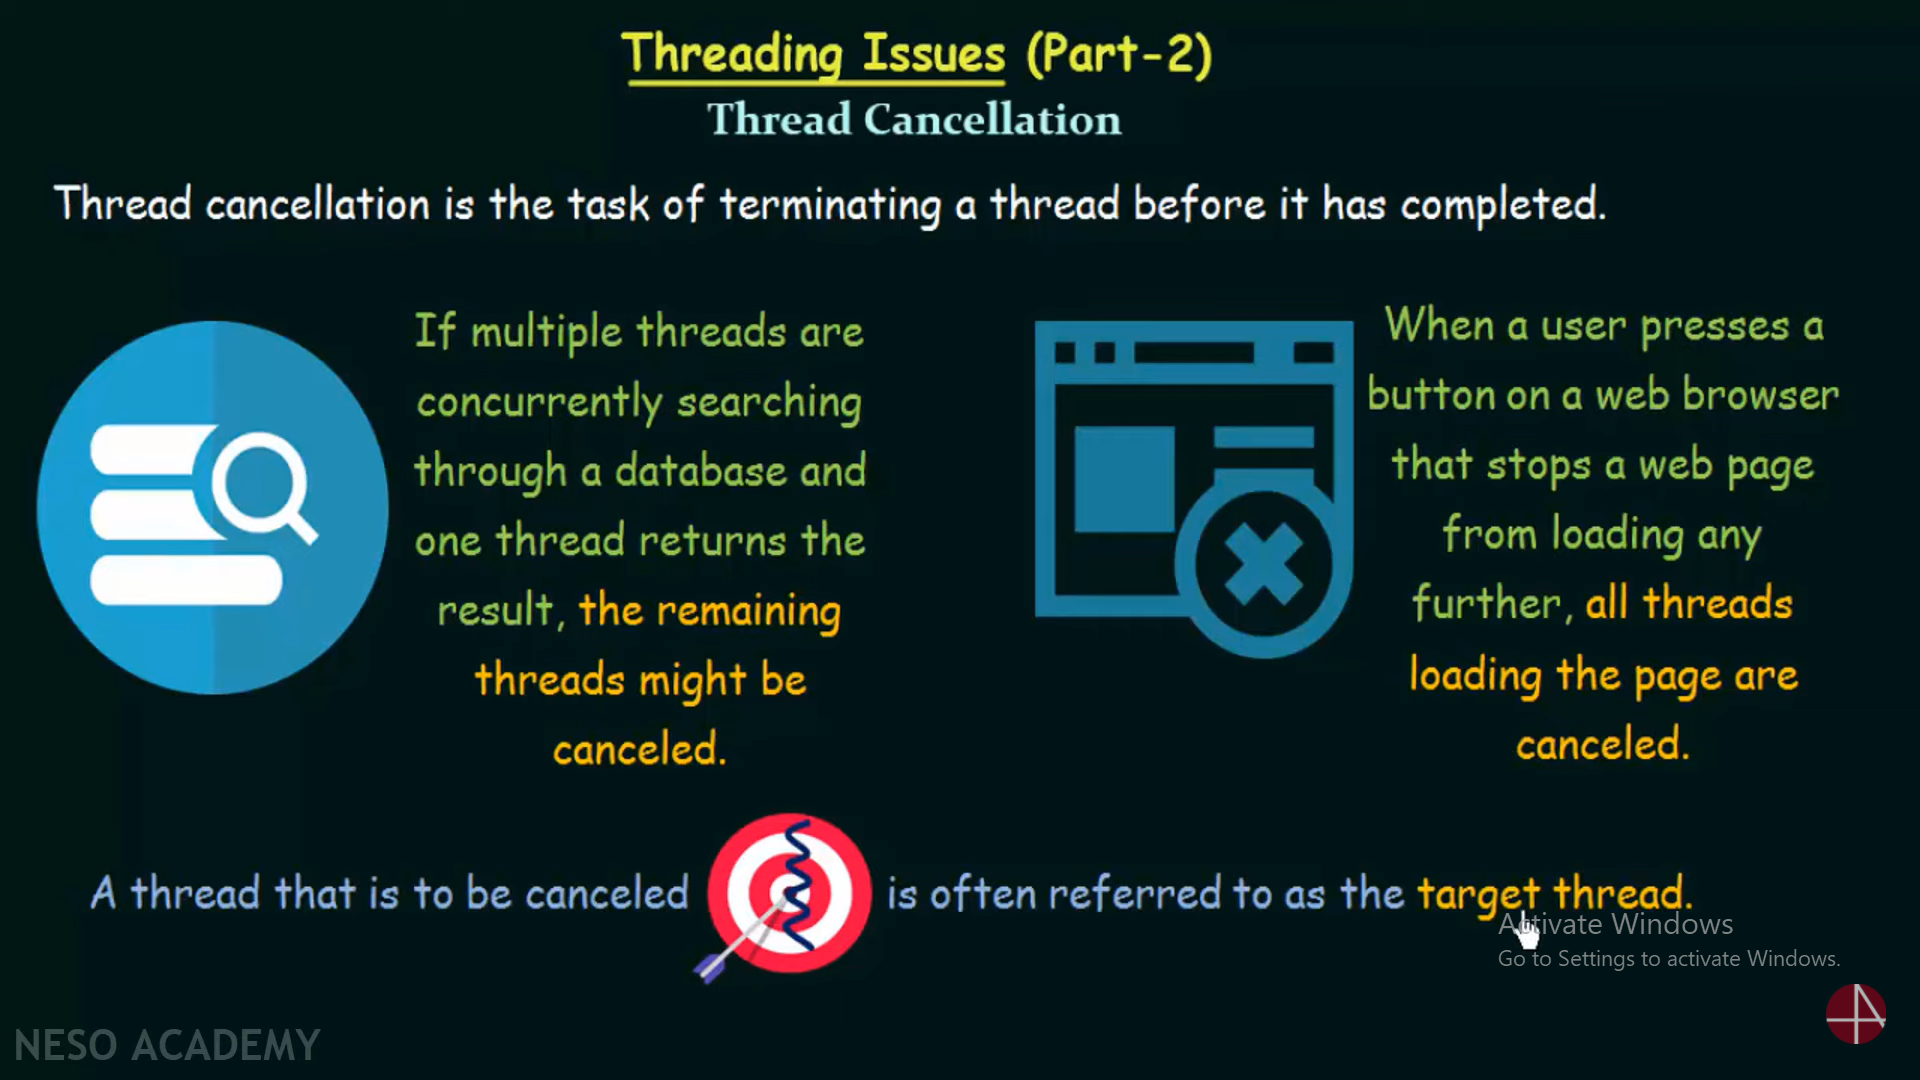 Threading Issues (Part-2)
Thread Cancellation
Thread cancellation is the task of terminating a thread before it has completed.
If multiple threads are
concurrently searching
through a database and
one thread returns the
result, the remaining
threads might be
canceled.
When a user presses a
button on a web browser
that stops a web page
from loading any
further, all threads
loading the page are
canceled.
A thread that is to be canceled is often referred to as the target thread.
Activate Windows
Go to Settings to activate Windows.
NESO ACADEMY